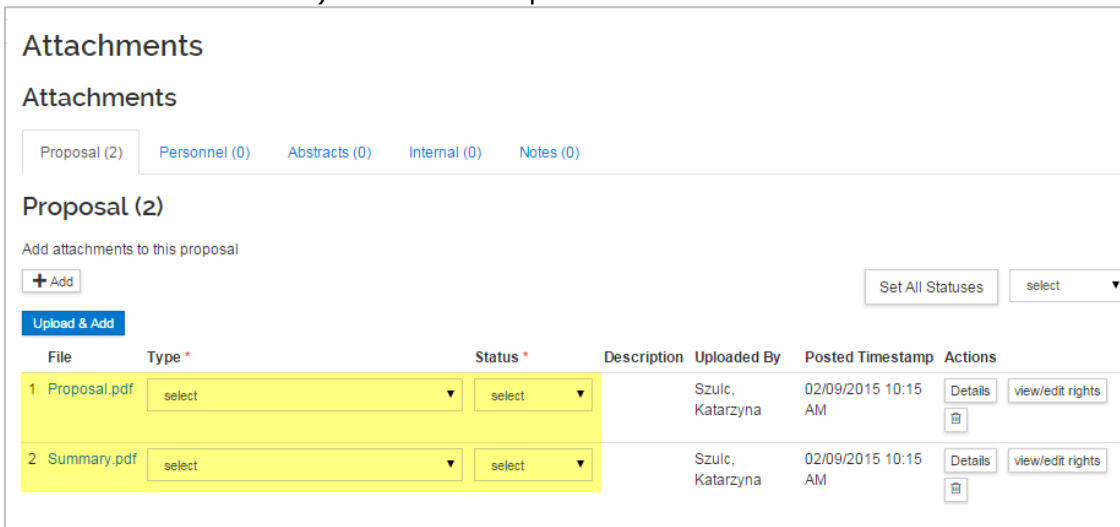 Attachments
Attachments
Proposal (2) Personnel (0) Abstracts (0) Internal (0) Notes (0)
Proposal (2)
Add attachments to this proposal
+ Add
Set All Statuses select
Upload & Add
File Type * Status * Description Uploaded By Posted Timestamp Actions
1 Proposal.pdf select select Szulc, 02/09/2015 10:15 Details view/edit rights
Katarzyna AM
2 Summary.pdf select select Szulc, 02/09/2015 10:15 Details view/edit rights
Katarzyna AM